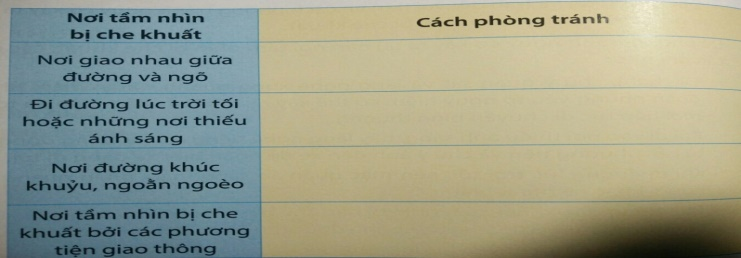 Nơi tầm nhìn
bị che khuất
Cách phòng tránh
Nơi giao nhau giữa
đường và ngõ
Đi đường lúc trời tối
hoặc những nơi thiếu
ánh sáng
Nơi đường khúc
khuỷu, ngoằn ngoèo
Nơi tầm nhìn bị che
khuất bởi các phương
tiện giao thông